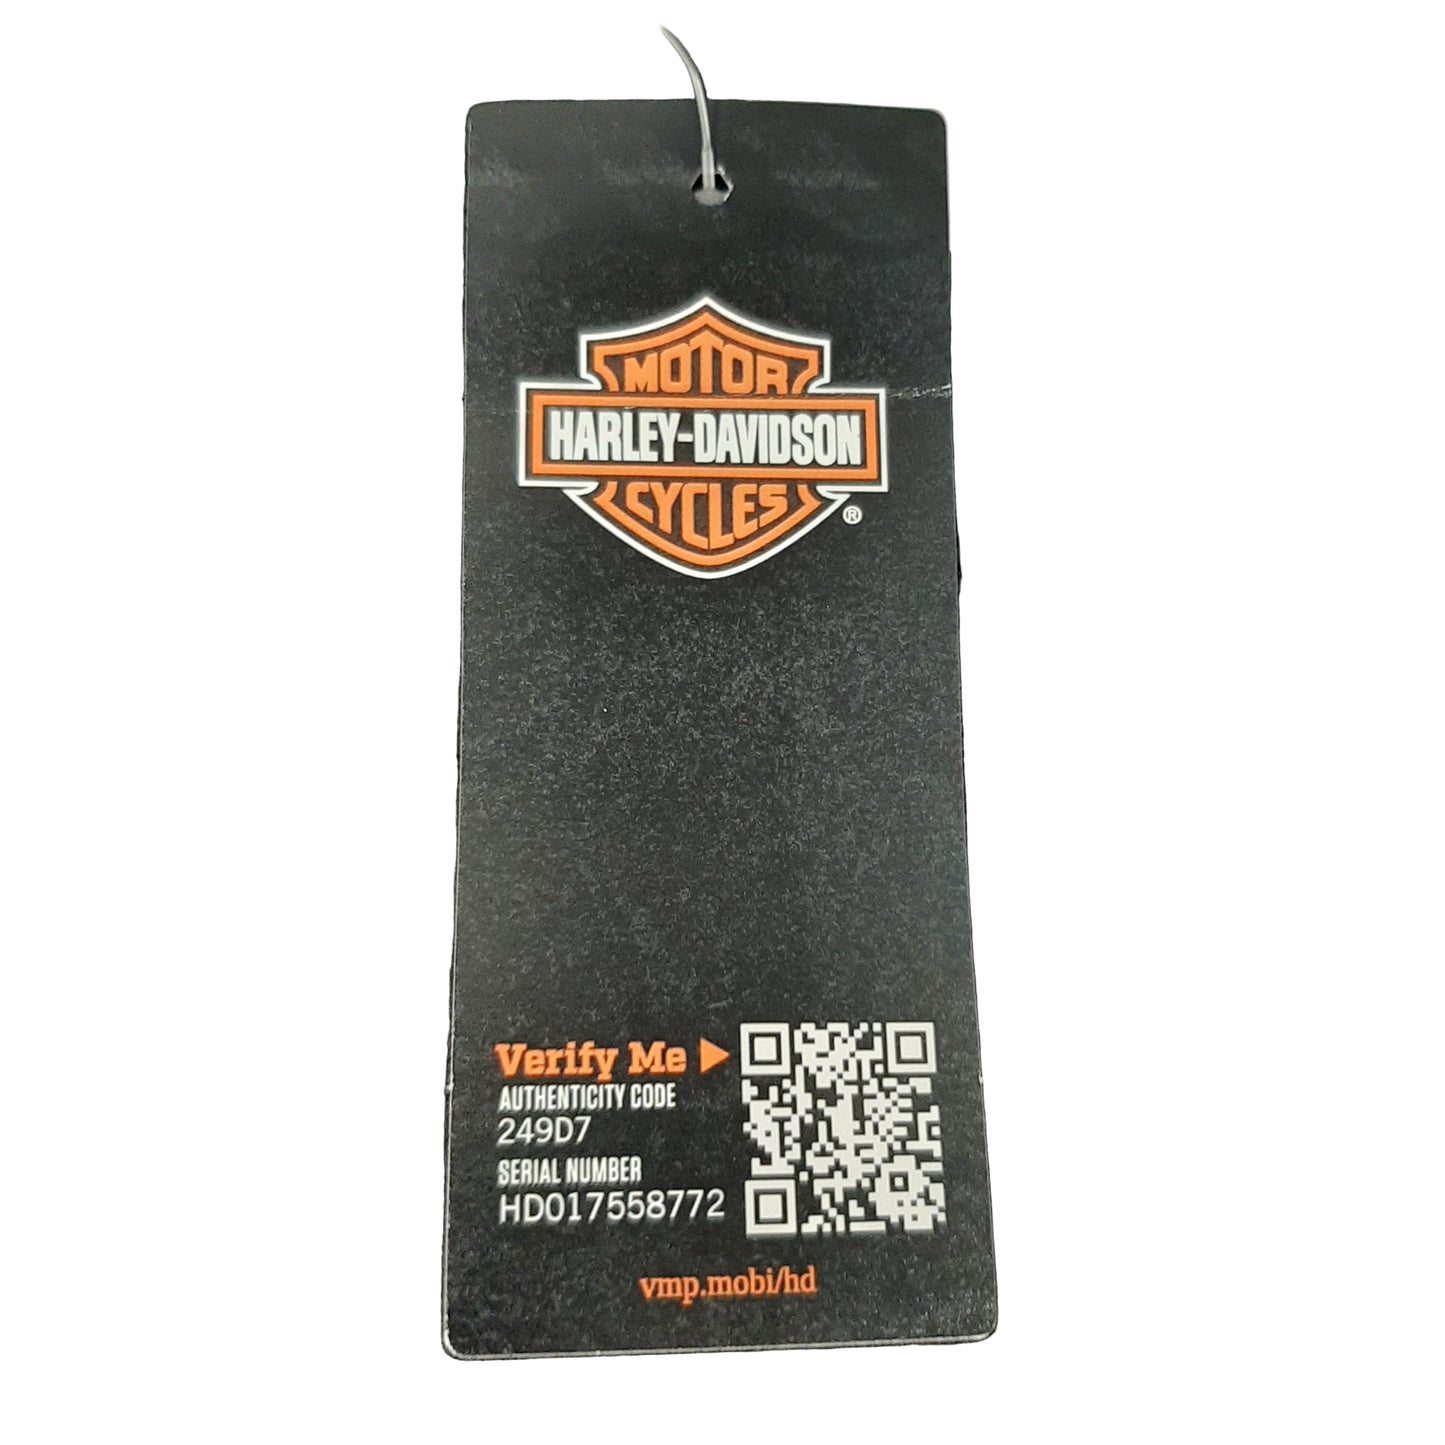 MOTOR
HARLEY-DAVIDSON
CYCLES
®
Verify Me
AUTHENTICITY CODE
249D7
SERIAL NUMBER
HD017558772
vmp.mobi/hd